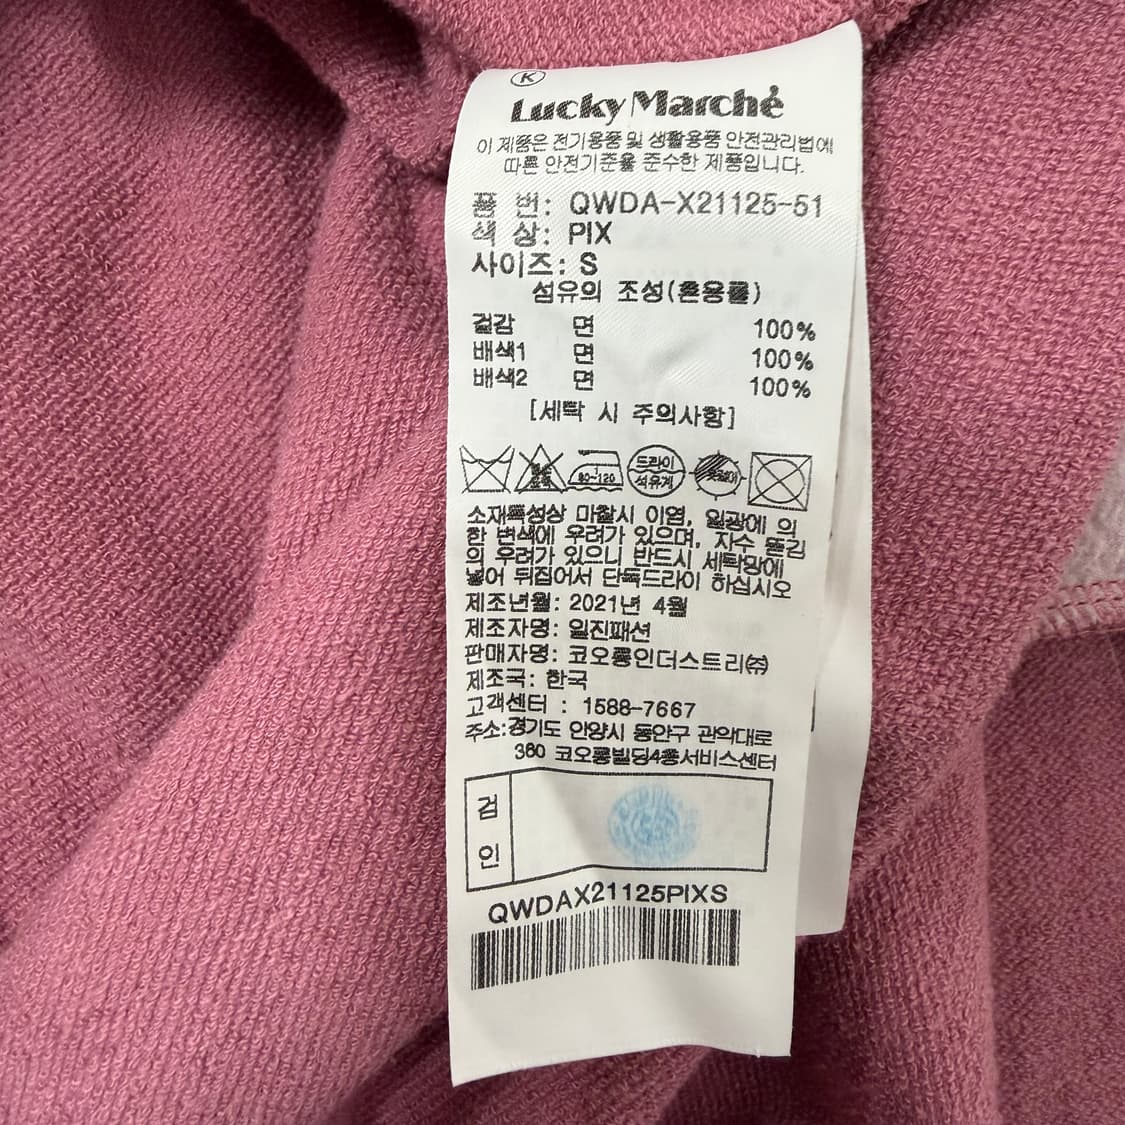 K
Lucky Marché
이 제품은 전기용품 및 생활용품 안전관리법에
따른 안전기준을 준수한 제품입니다.
품 번: QWDA-X21125-51
색 상: PIX
사이즈: S
섬유의 조성(혼용률)
겉감 면 100%
배색1 면 100%
배색2 면 100%
[세탁 시 주의사항]
80~120 드라이
석유계
소재특성상 마찰시 이염, 일광에 의
한 변색에 우려가 있으며, 자수 뜯김
의 우려가 있으니 반드시 세탁망에
넣어 뒤집어서 단독드라이 하십시오
제조년월: 2021년 4월
제조자명: 일진패션
판매자명: 코오롱인더스트리㈜
제조국: 한국
고객센터 : 1588-7667
주소:경기도 안양시 동안구 관악대로
360 코오롱빌딩4층서비스센터
검
인
QWDAX21125PIXS